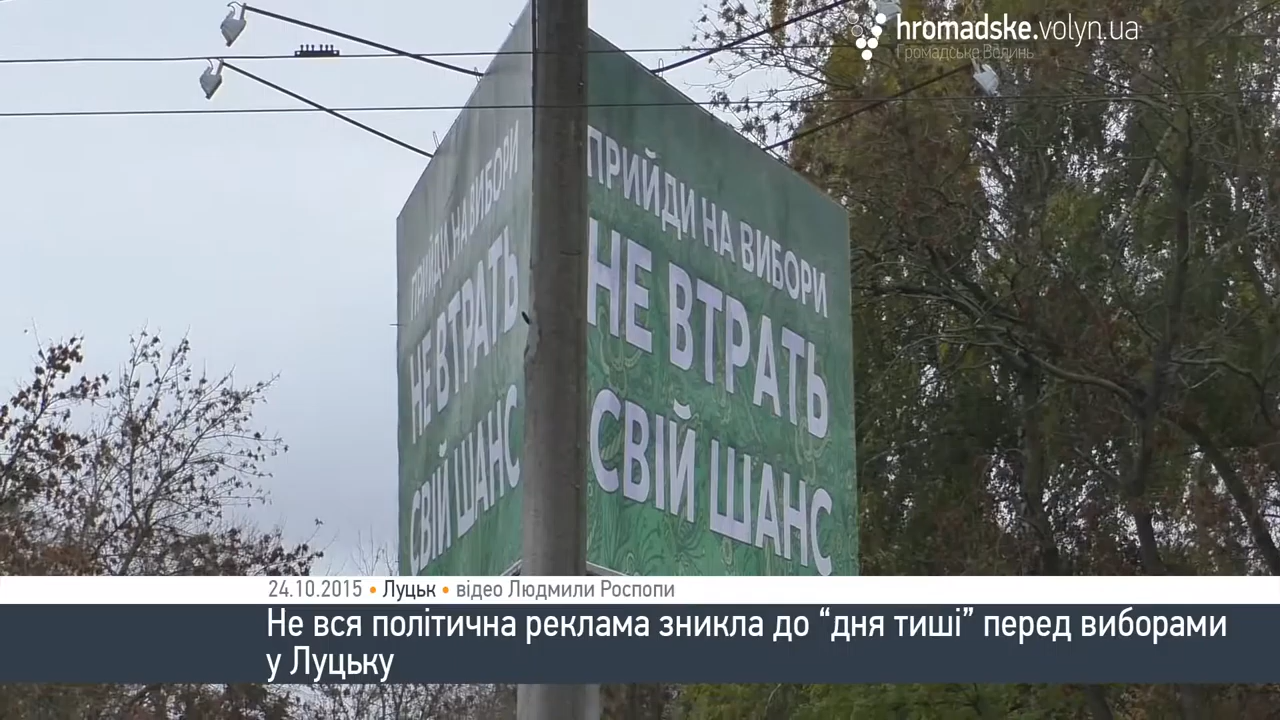 hromadske.volyn.ua
Громадське Волинь
ПРИЙДИ НА ВИБОРИ
НЕ ВТРАТЬ
СВІЙ ШАНС
ПРИЙДИ НА ВИБОРИ
НЕ ВТРАТЬ
СВІЙ ШАНС
24.10.2015 • Луцьк • відео Людмили Роспопи
Не вся політична реклама зникла до “дня тиші” перед виборами
у Луцьку